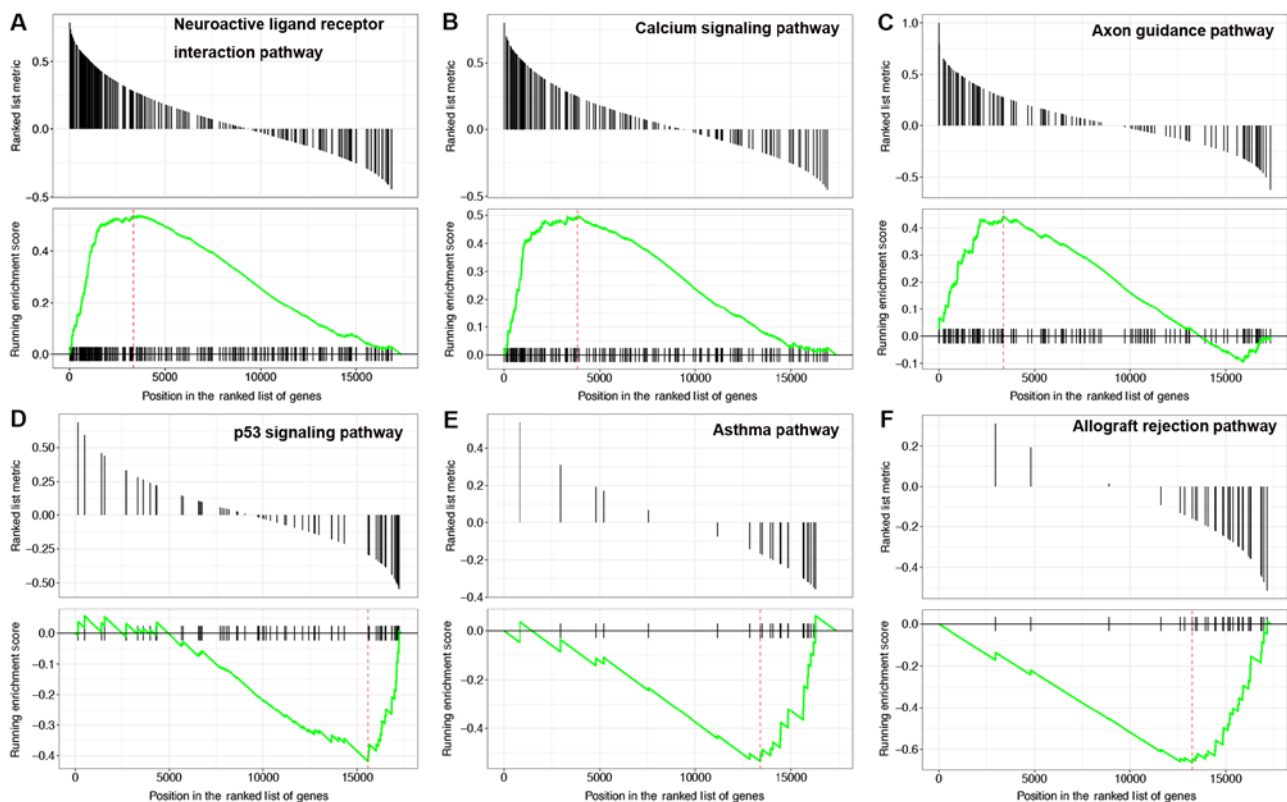 A
Neuroactive ligand receptor
interaction pathway
Ranked list metric
0.5
0.0
−0.5
Running enrichment score
0.4
0.2
0.0
0 5000 10000 15000
Position in the ranked list of genes
B
Calcium signaling pathway
Ranked list metric
0.5
0.0
−0.5
Running enrichment score
0.5
0.4
0.3
0.2
0.1
0.0
0 5000 10000 15000
Position in the ranked list of genes
C
Axon guidance pathway
Ranked list metric
1.0
0.5
0.0
−0.5
Running enrichment score
0.4
0.3
0.2
0.1
0.0
−0.1
0 5000 10000 15000
Position in the ranked list of genes
D
p53 signaling pathway
Ranked list metric
0.50
0.25
0.00
−0.25
−0.50
Running enrichment score
0.0
−0.1
−0.2
−0.3
−0.4
0 5000 10000 15000
Position in the ranked list of genes
E
Asthma pathway
Ranked list metric
0.4
0.2
0.0
−0.2
−0.4
Running enrichment score
0.0
−0.2
−0.4
0 5000 10000 15000
Position in the ranked list of genes
F
Allograft rejection pathway
Ranked list metric
0.2
0.0
−0.2
−0.4
Running enrichment score
0.0
−0.2
−0.4
−0.6
0 5000 10000 15000
Position in the ranked list of genes